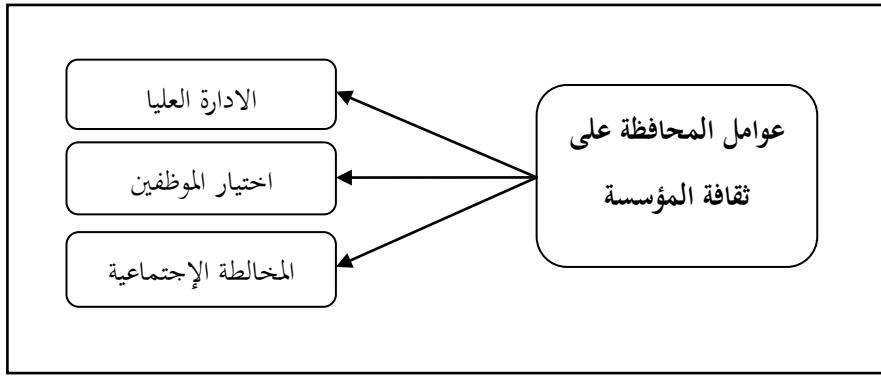 عوامل المحافظة على
ثقافة المؤسسة
الادارة العليا
اختيار الموظفين
المخالطة الإجتماعية